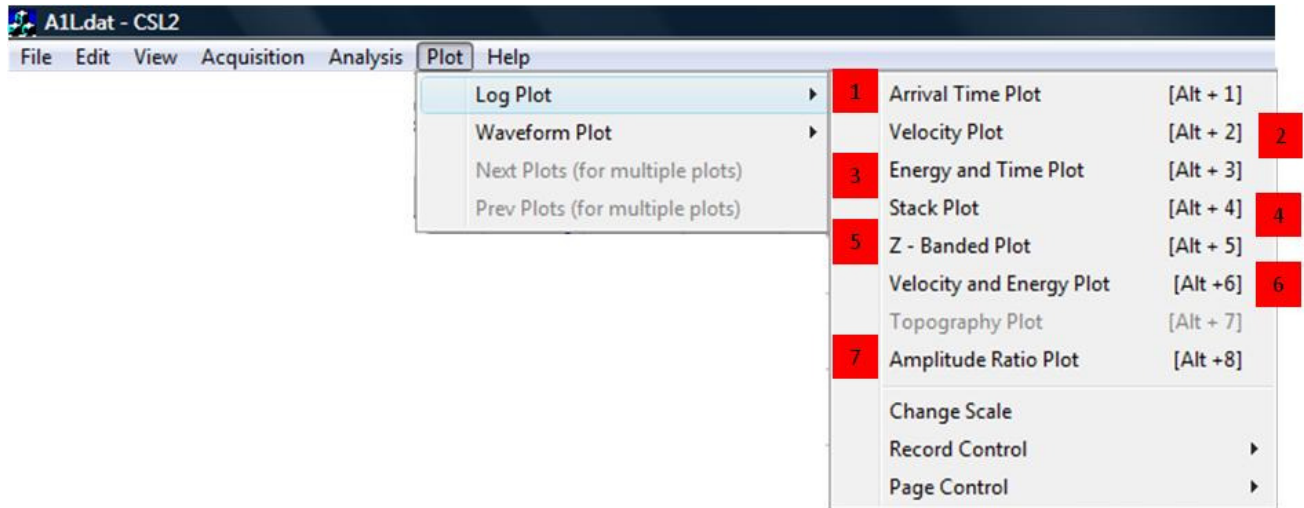 A1L.dat - CSL2
File Edit View Acquisition Analysis Plot Help
Log Plot
Waveform Plot
Next Plots (for multiple plots)
Prev Plots (for multiple plots)
1 Arrival Time Plot [Alt + 1]
Velocity Plot [Alt + 2] 2
3 Energy and Time Plot [Alt + 3]
Stack Plot [Alt + 4] 4
5 Z - Banded Plot [Alt + 5]
Velocity and Energy Plot [Alt +6] 6
Topography Plot [Alt + 7]
7 Amplitude Ratio Plot [Alt +8]
Change Scale
Record Control
Page Control